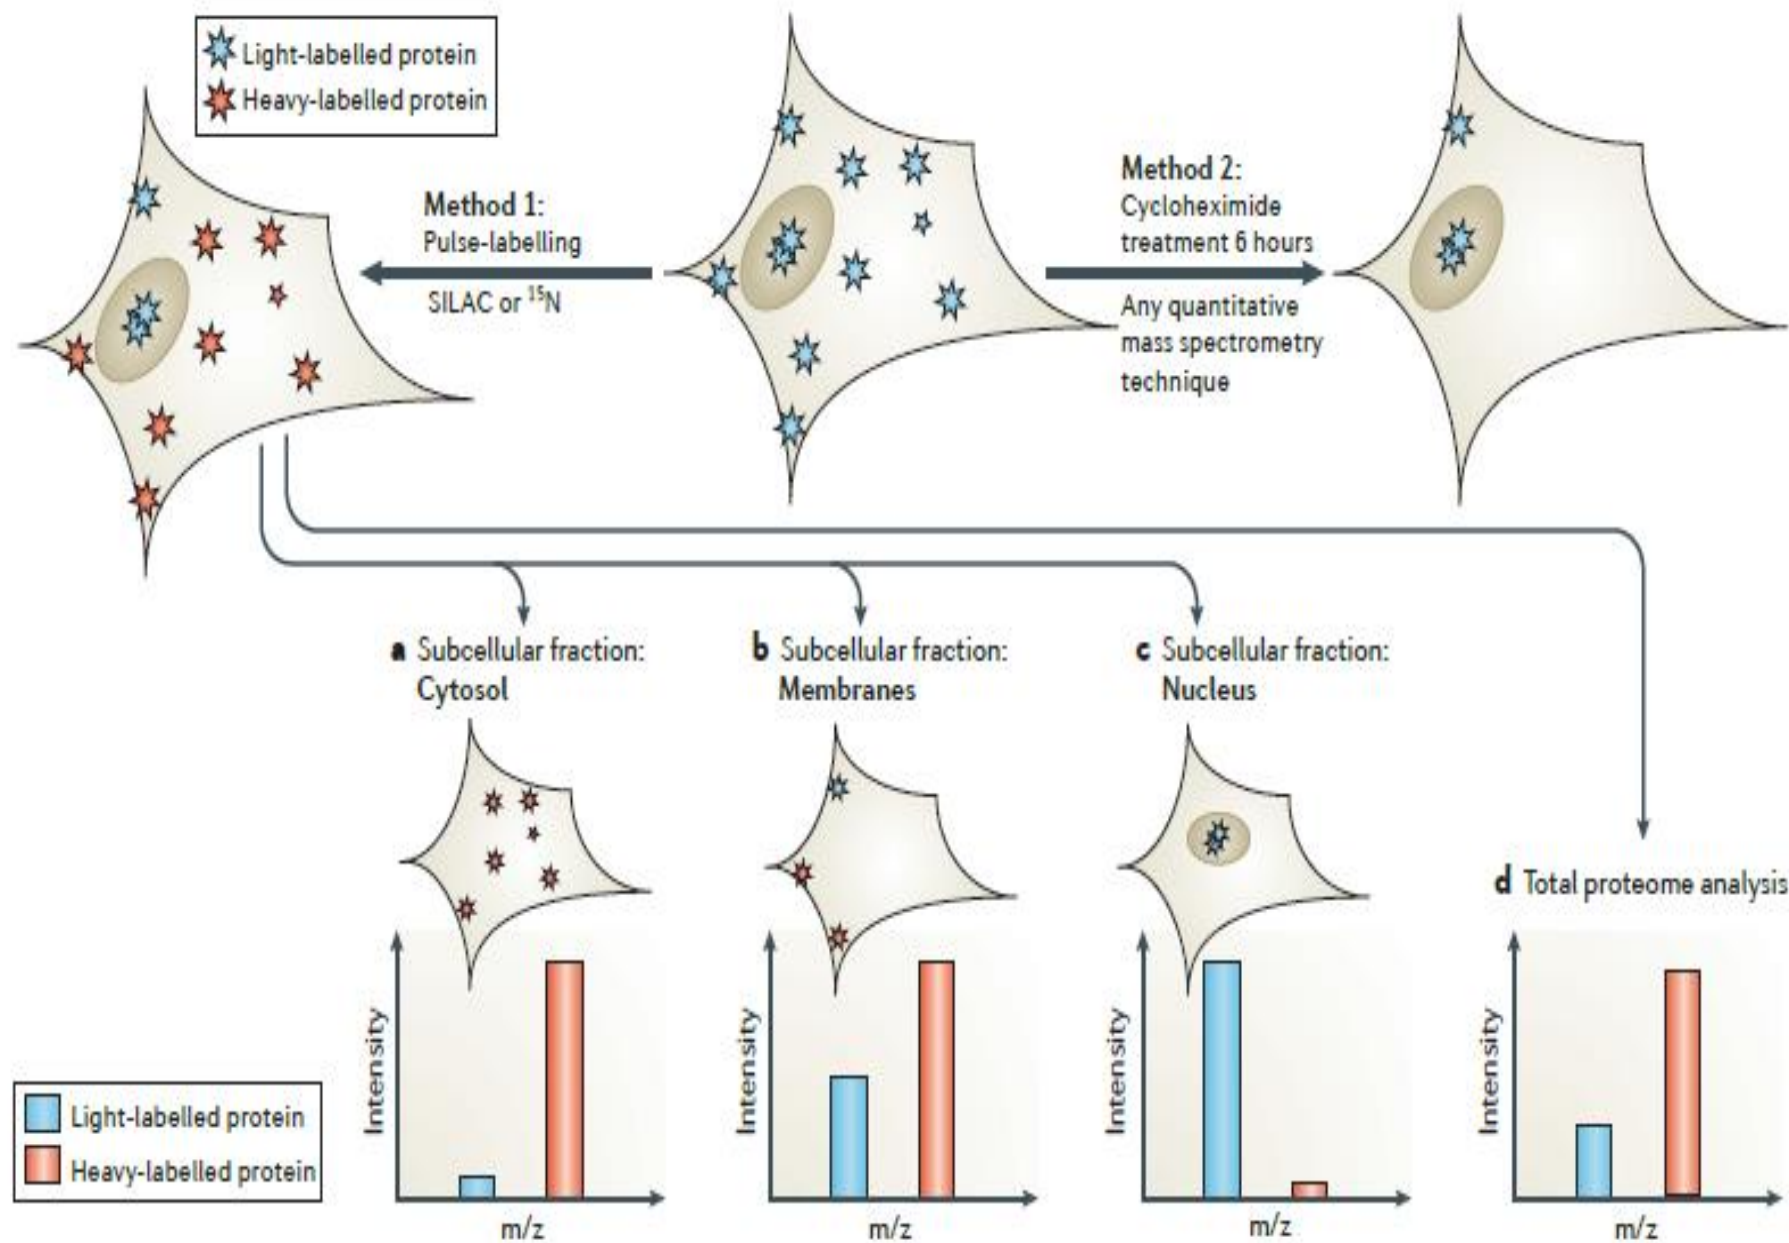 Light-labelled protein
Heavy-labelled protein
Method 1:
Pulse-labelling
SILAC or ¹⁵N
Method 2:
Cycloheximide
treatment 6 hours
Any quantitative
mass spectrometry
technique
a Subcellular fraction:
Cytosol
b Subcellular fraction:
Membranes
c Subcellular fraction:
Nucleus
d Total proteome analysis
Intensity
m/z
Intensity
m/z
Intensity
m/z
Intensity
m/z
Light-labelled protein
Heavy-labelled protein